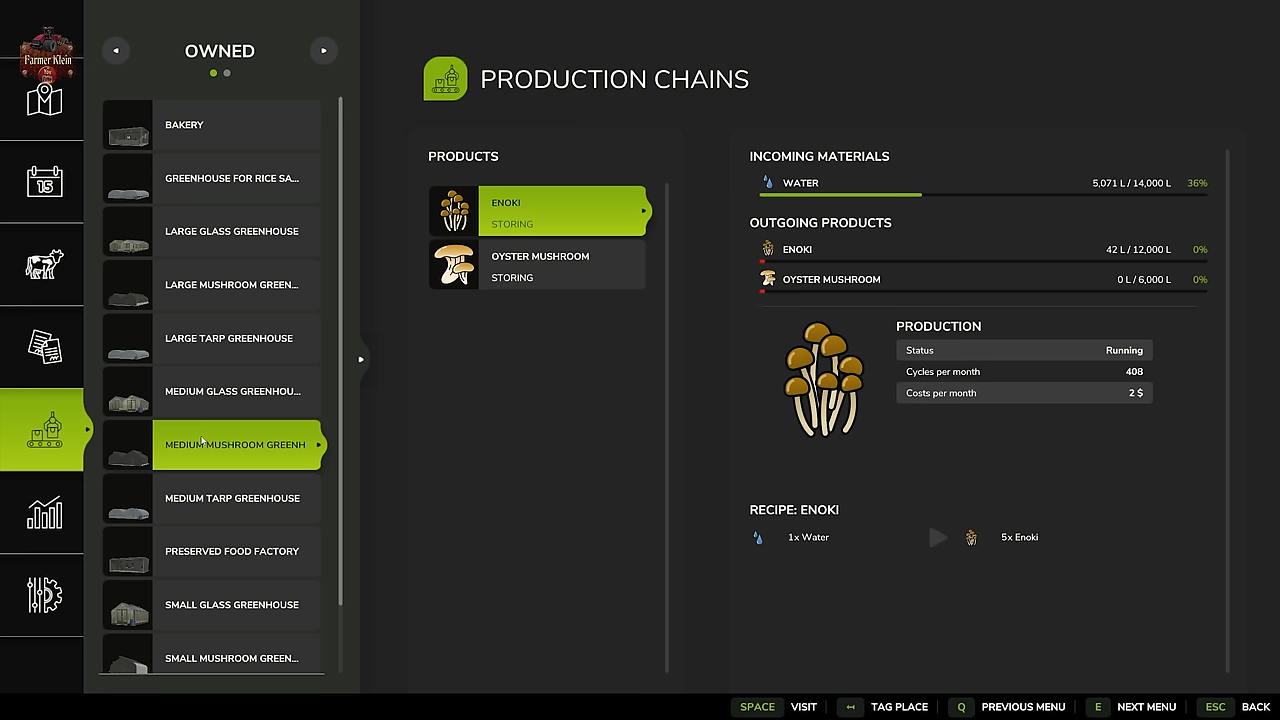 Farmer Klein
You
OWNED
BAKERY
GREENHOUSE FOR RICE SA...
LARGE GLASS GREENHOUSE
LARGE MUSHROOM GREEN...
LARGE TARP GREENHOUSE
MEDIUM GLASS GREENHOU...
MEDIUM MUSHROOM GREENH
MEDIUM TARP GREENHOUSE
PRESERVED FOOD FACTORY
SMALL GLASS GREENHOUSE
SMALL MUSHROOM GREEN...
15
PRODUCTION CHAINS
PRODUCTS
ENOKI
STORING
OYSTER MUSHROOM
STORING
INCOMING MATERIALS
WATER 5,071 L / 14,000 L 36%
OUTGOING PRODUCTS
ENOKI 42 L / 12,000 L 0%
OYSTER MUSHROOM 0 L / 6,000 L 0%
PRODUCTION
Status Running
Cycles per month 408
Costs per month 2 $
RECIPE: ENOKI
1x Water 5x Enoki
SPACE VISIT TAG PLACE Q PREVIOUS MENU E NEXT MENU ESC BACK